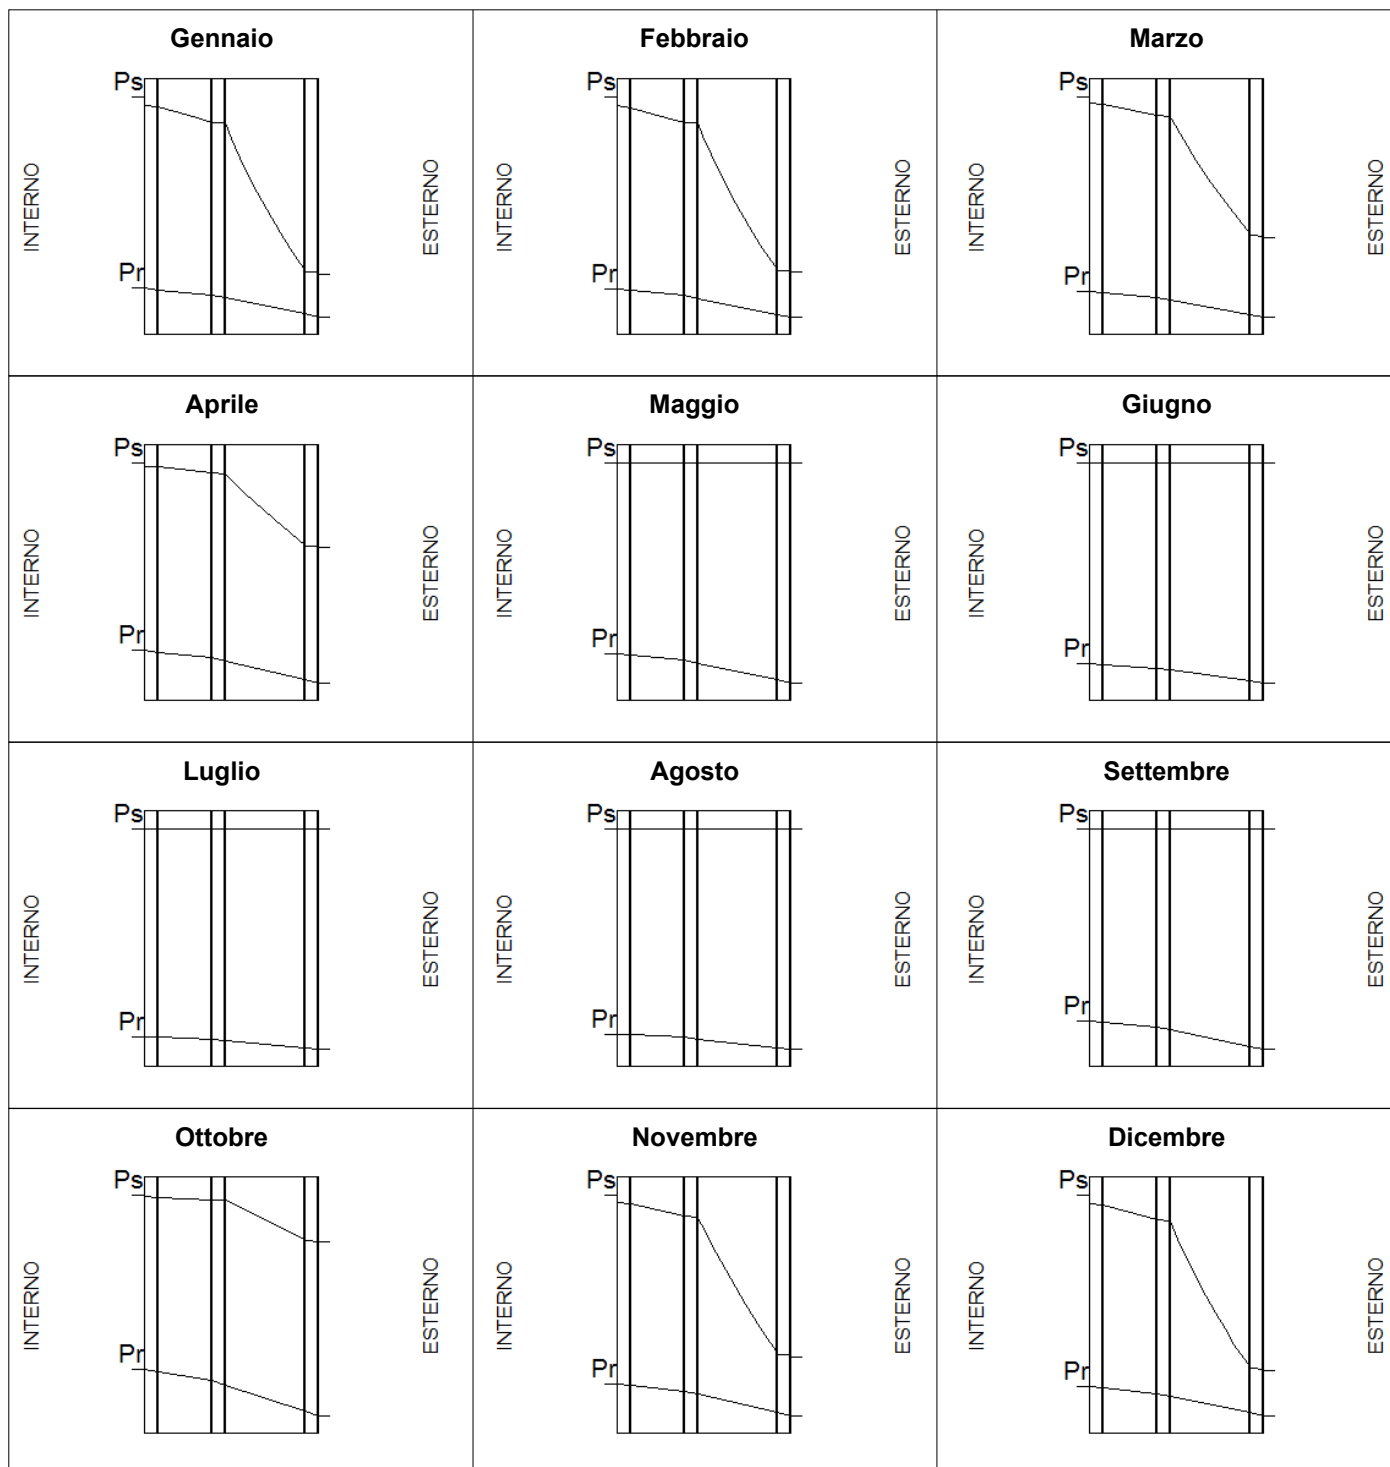 Gennaio
Ps
Pr
INTERNO
ESTERNO
Febbraio
Ps
Pr
INTERNO
ESTERNO
Marzo
Ps
Pr
INTERNO
ESTERNO
Aprile
Ps
Pr
INTERNO
ESTERNO
Maggio
Ps
Pr
INTERNO
ESTERNO
Giugno
Ps
Pr
INTERNO
ESTERNO
Luglio
Ps
Pr
INTERNO
ESTERNO
Agosto
Ps
Pr
INTERNO
ESTERNO
Settembre
Ps
Pr
INTERNO
ESTERNO
Ottobre
Ps
Pr
INTERNO
ESTERNO
Novembre
Ps
Pr
INTERNO
ESTERNO
Dicembre
Ps
Pr
INTERNO
ESTERNO